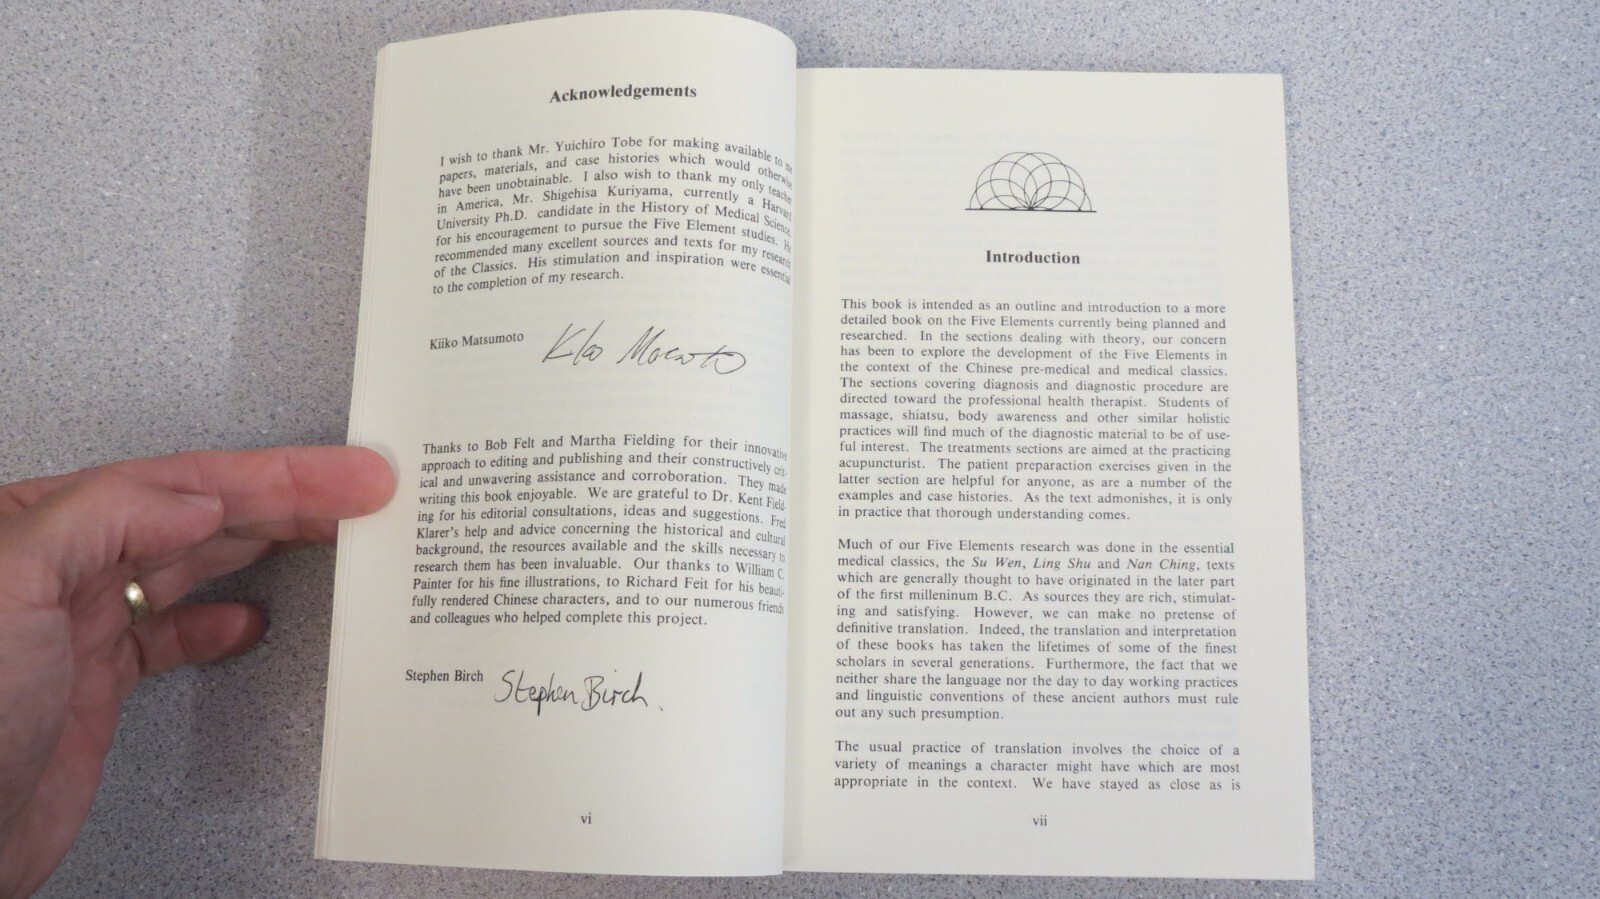 Acknowledgements
I wish to thank Mr. Yuichiro Tobe for making available to me
papers, materials, and case histories which would otherwise
have been unobtainable. I also wish to thank my only teacher
in America, Mr. Shigehisa Kuriyama, currently a Harvard
University Ph.D. candidate in the History of Medical Science,
for his encouragement to pursue the Five Element studies. He
recommended many excellent sources and texts for my research
of the Classics. His stimulation and inspiration were essential
to the completion of my research.
Kiiko Matsumoto
Thanks to Bob Felt and Martha Fielding for their innovative
approach to editing and publishing and their constructively crit-
ical and unwavering assistance and corroboration. They made
writing this book enjoyable. We are grateful to Dr. Kent Field-
ing for his editorial consultations, ideas and suggestions. Fred
Klarer's help and advice concerning the historical and cultural
background, the resources available and the skills necessary to
research them has been invaluable. Our thanks to William C.
Painter for his fine illustrations, to Richard Feit for his beauti-
fully rendered Chinese characters, and to our numerous friends
and colleagues who helped complete this project.
Stephen Birch Stephen Birch.
vi
Introduction
This book is intended as an outline and introduction to a more
detailed book on the Five Elements currently being planned and
researched. In the sections dealing with theory, our concern
has been to explore the development of the Five Elements in
the context of the Chinese pre-medical and medical classics.
The sections covering diagnosis and diagnostic procedure are
directed toward the professional health therapist. Students of
massage, shiatsu, body awareness and other similar holistic
practices will find much of the diagnostic material to be of use-
ful interest. The treatments sections are aimed at the practicing
acupuncturist. The patient preparaction exercises given in the
latter section are helpful for anyone, as are a number of the
examples and case histories. As the text admonishes, it is only
in practice that thorough understanding comes.
Much of our Five Elements research was done in the essential
medical classics, the Su Wen, Ling Shu and Nan Ching, texts
which are generally thought to have originated in the later part
of the first milleninum B.C. As sources they are rich, stimulat-
ing and satisfying. However, we can make no pretense of
definitive translation. Indeed, the translation and interpretation
of these books has taken the lifetimes of some of the finest
scholars in several generations. Furthermore, the fact that we
neither share the language nor the day to day working practices
and linguistic conventions of these ancient authors must rule
out any such presumption.
The usual practice of translation involves the choice of a
variety of meanings a character might have which are most
appropriate in the context. We have stayed as close as is
vii